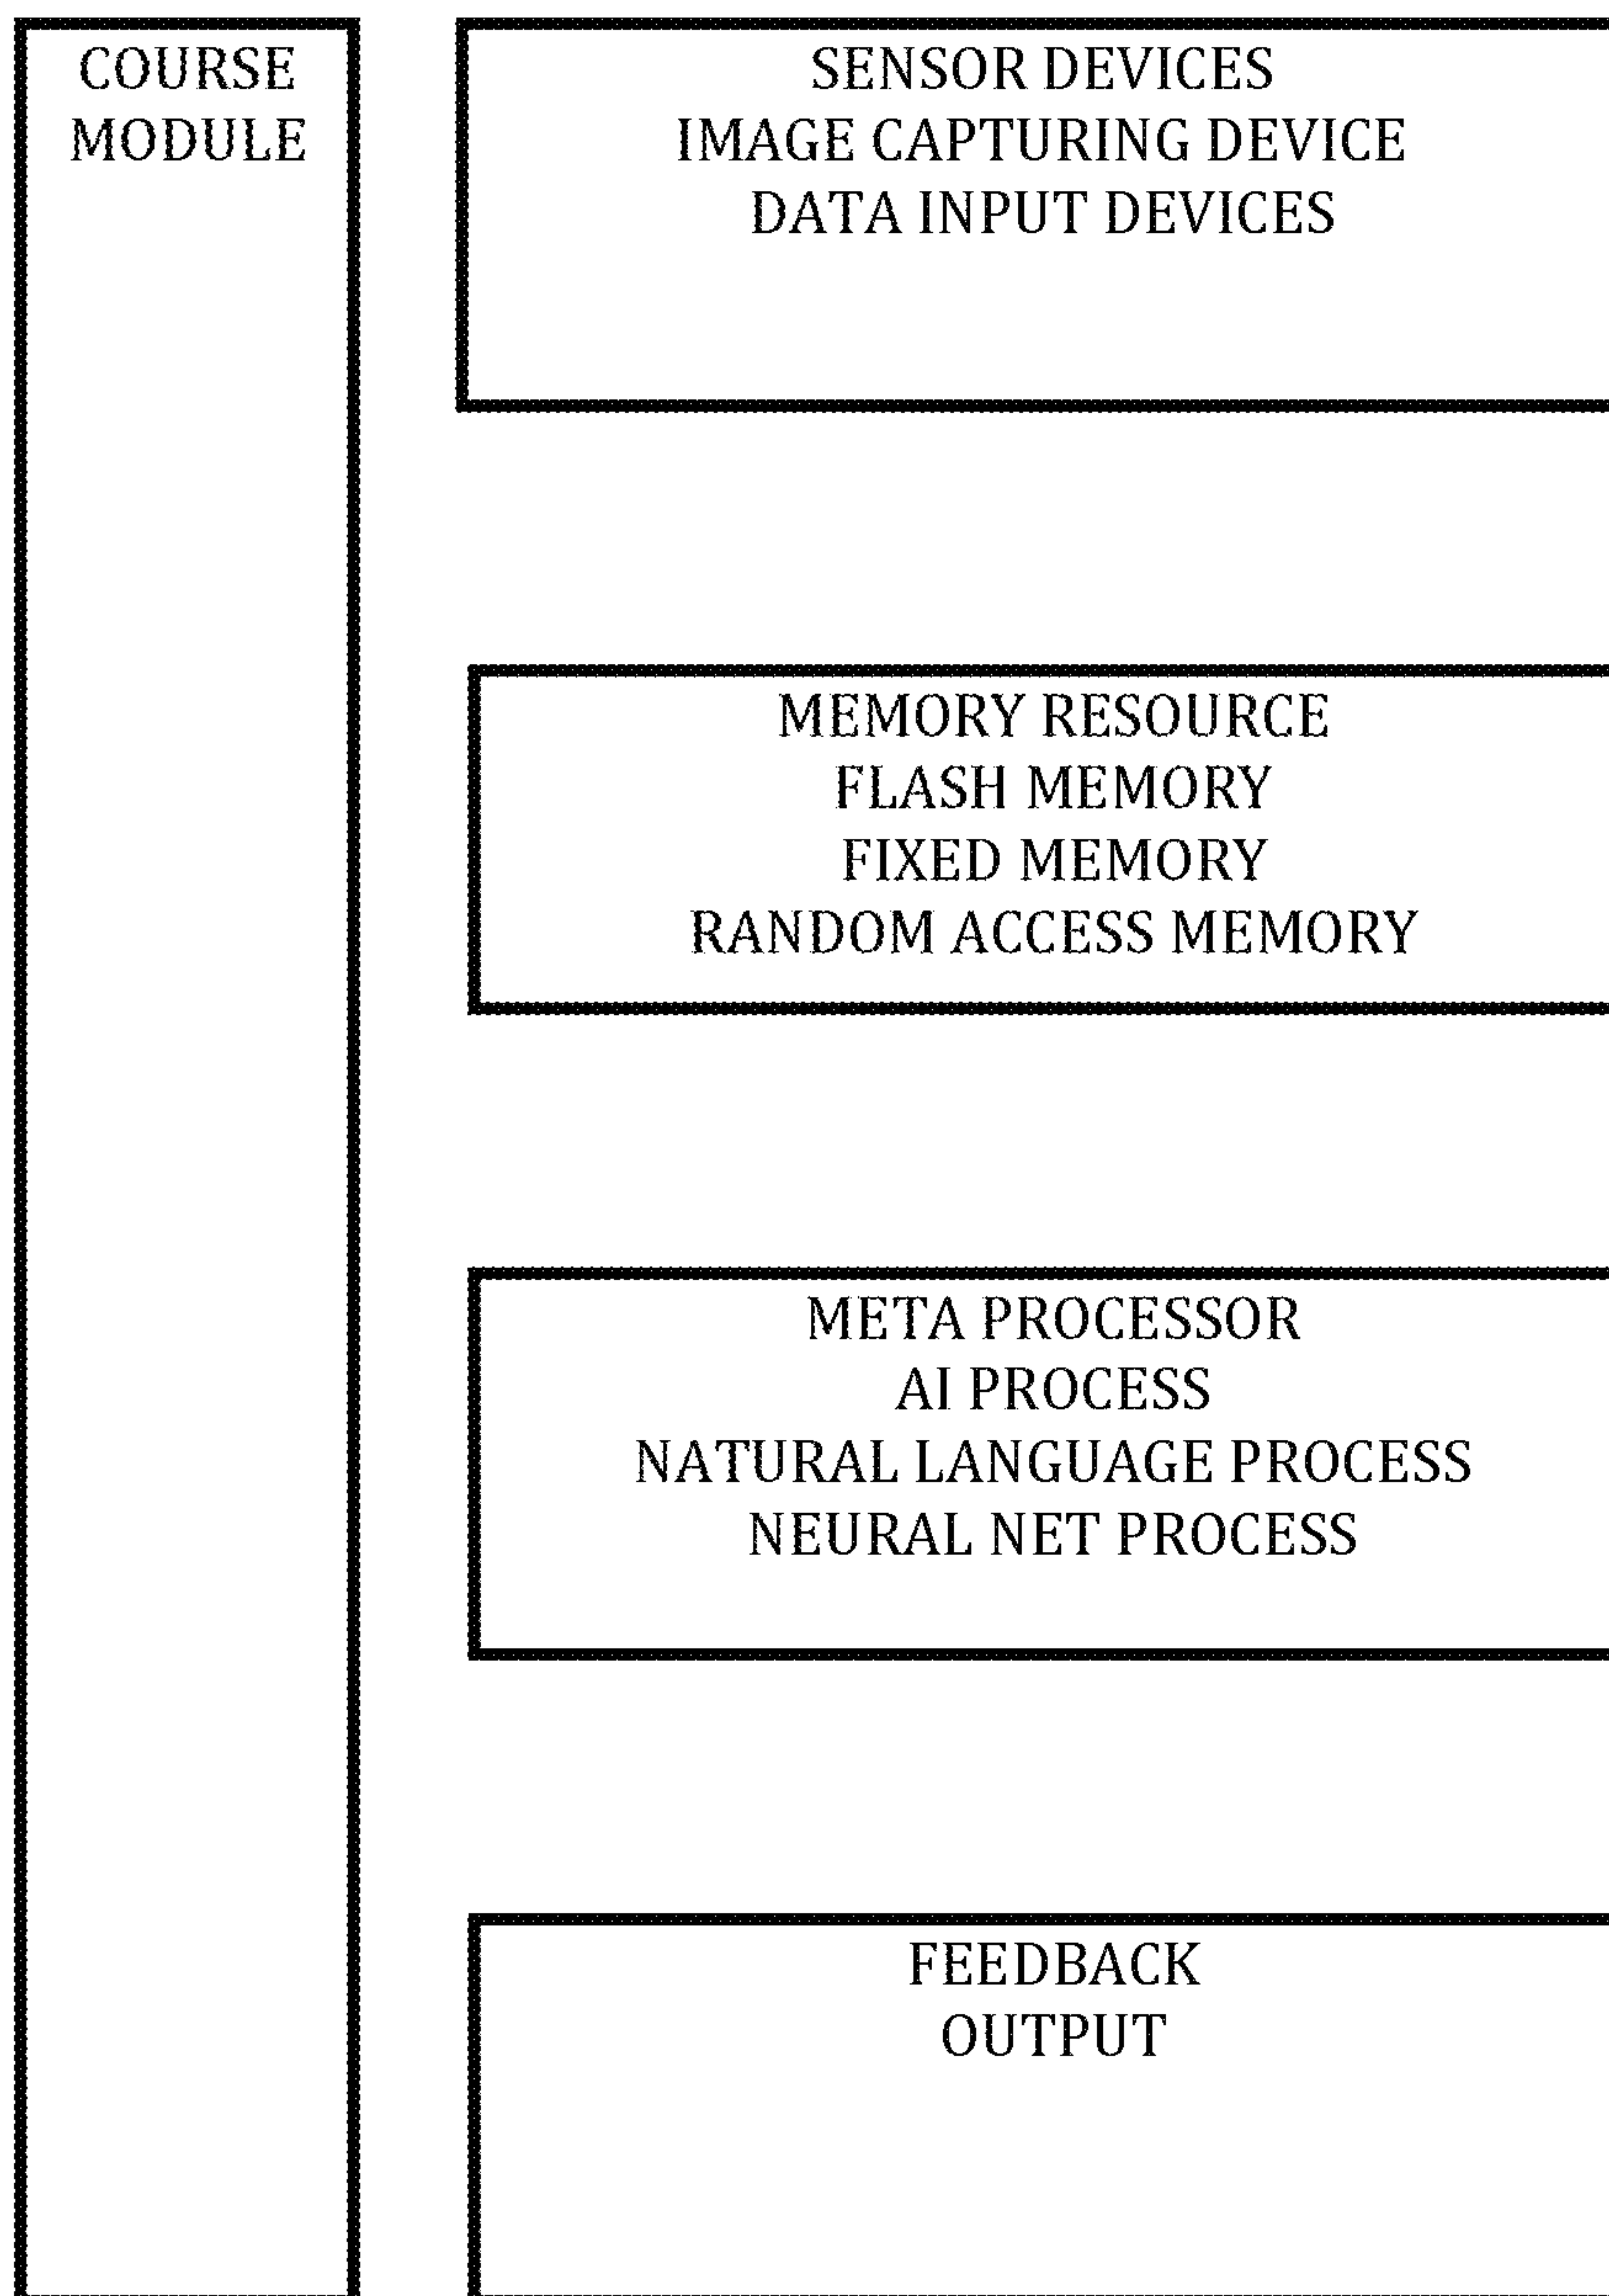 COURSE
MODULE
SENSOR DEVICES
IMAGE CAPTURING DEVICE
DATA INPUT DEVICES
MEMORY RESOURCE
FLASH MEMORY
FIXED MEMORY
RANDOM ACCESS MEMORY
META PROCESSOR
AI PROCESS
NATURAL LANGUAGE PROCESS
NEURAL NET PROCESS
FEEDBACK
OUTPUT